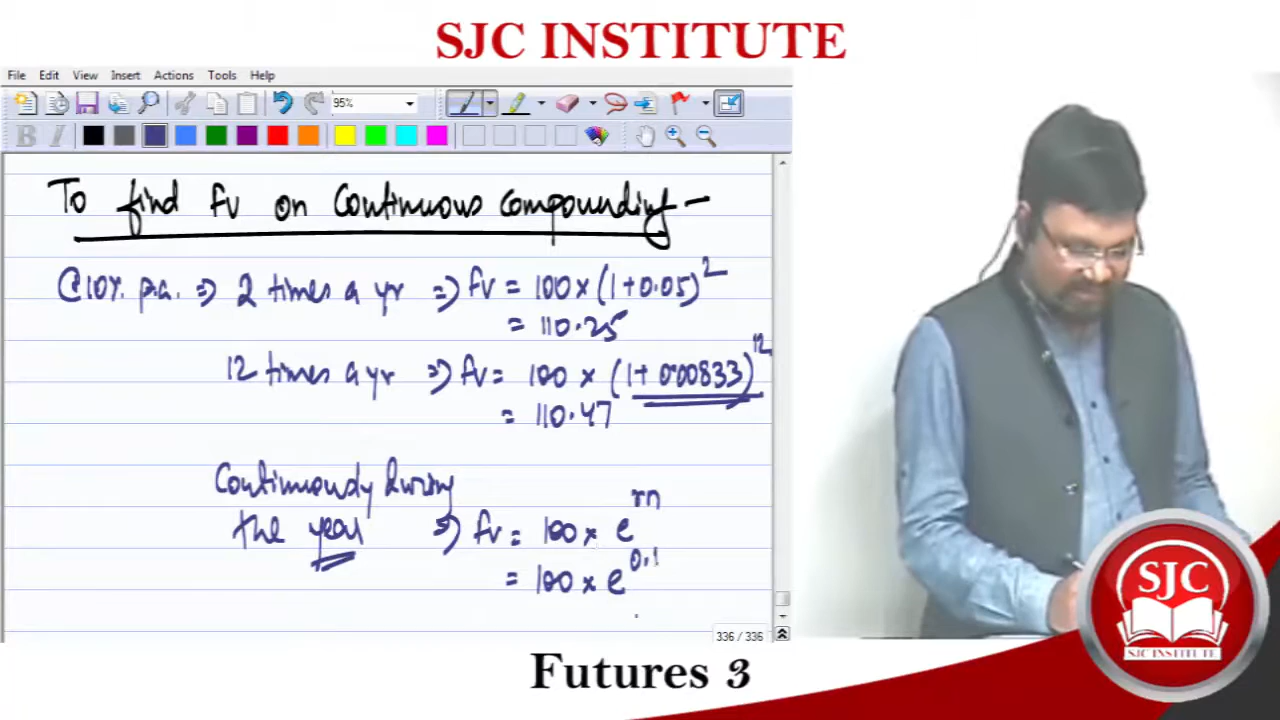 SJC INSTITUTE
File Edit View Insert Actions Tools Help
95%
B I
To find fv on Continuous compounding-
@10%. p.a. ⇒ 2 times a yr ⇒ fv = 100 × (1+0.05)^2
= 110.25
12 times a yr ⇒ fv = 100 × (1+0.00833)^12
= 110.47
Continuously during
the year ⇒ fv = 100 × e^rn
= 100 × e^0.1
336 / 336
SJC
SJC INSTITUTE
Futures 3